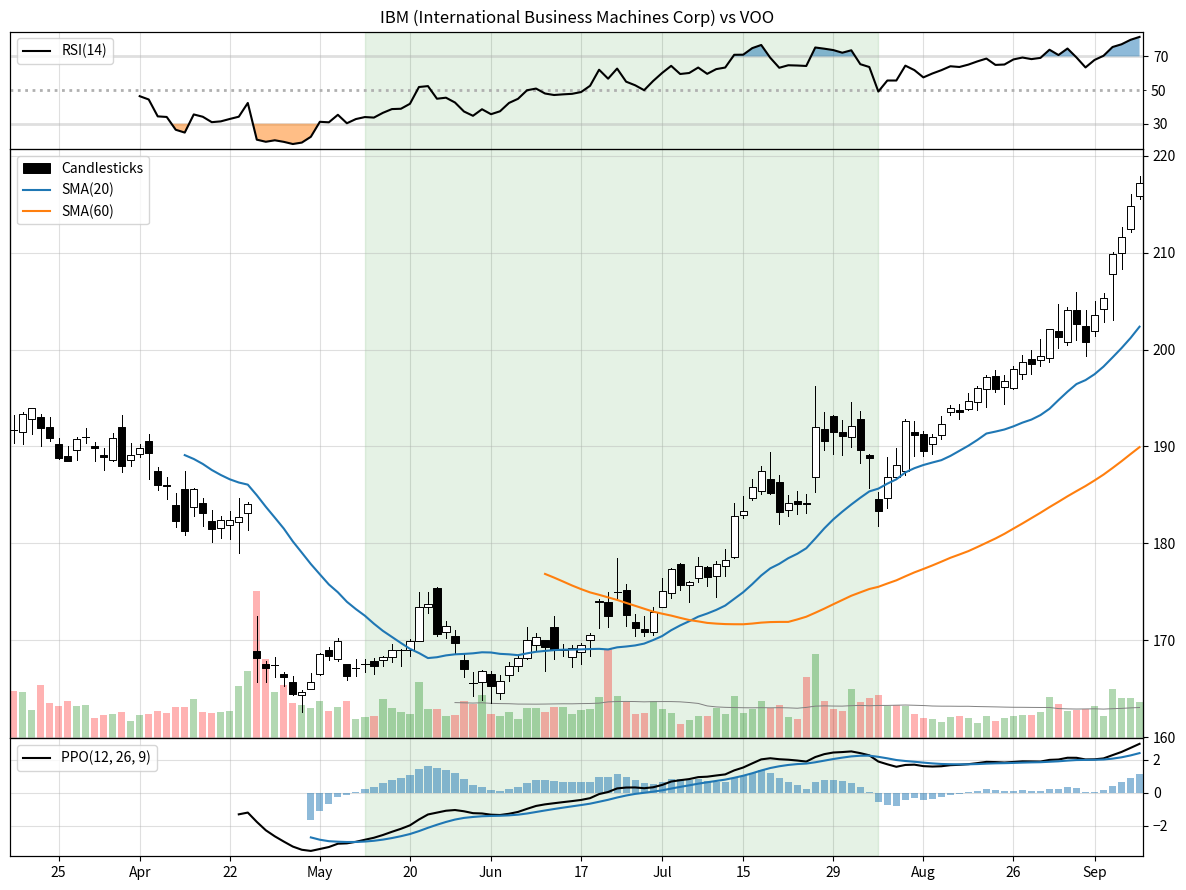 IBM (International Business Machines Corp) vs VOO
RSI(14)
70
50
30
Candlesticks
SMA(20)
SMA(60)
220
210
200
190
180
170
160
PPO(12, 26, 9)
2
0
−2
25 Apr 22 May 20 Jun 17 Jul 15 29 Aug 26 Sep